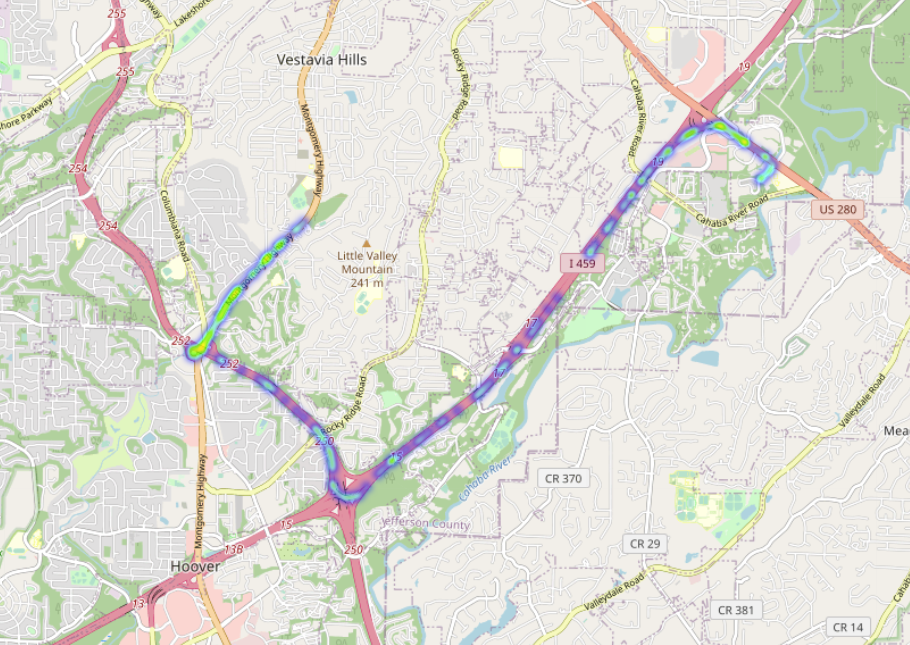 255
Lakeshore
255
shore Parkway
Vestavia Hills
Rocky Ridge Road
19
Cahaba River Road
Montgomery Highway
254
19
254
Columbiana Road
Cahaba River Road
US 280
Little Valley
Mountain
241 m
I 459
17
252
252
17
Rocky Ridge Road
250
15
Valleydale Road
Mea
Cahaba River
CR 370
Montgomery Highway
15
Jefferson County
13B
250
CR 29
Hoover
Valleydale Road
13
CR 381
CR 14
Cahab